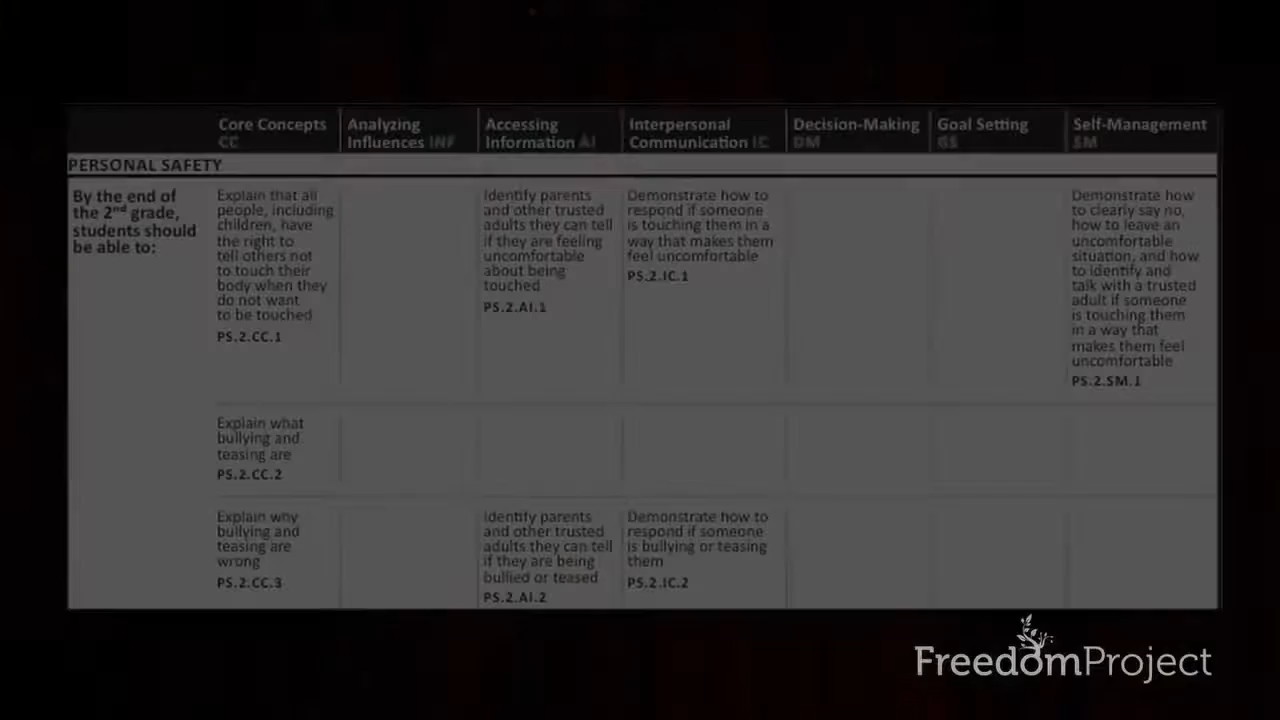 Core Concepts CC
Analyzing Influences INF
Accessing Information AI
Interpersonal Communication IC
Decision-Making DM
Goal Setting GS
Self-Management SM
PERSONAL SAFETY
By the end of
the 2nd grade,
students should
be able to:
Explain that all
people, including
children, have
the right to
tell others not
to touch their
body when they
do not want
to be touched
PS.2.CC.1
Identify parents
and other trusted
adults they can tell
if they are feeling
uncomfortable
about being
touched
PS.2.AI.1
Demonstrate how to
respond if someone
is touching them in a
way that makes them
feel uncomfortable
PS.2.IC.1
Demonstrate how
to clearly say no,
how to leave an
uncomfortable
situation, and how
to identify and
talk with a trusted
adult if someone
is touching them
in a way that
makes them feel
uncomfortable
PS.2.SM.1
Explain what
bullying and
teasing are
PS.2.CC.2
Explain why
bullying and
teasing are
wrong
PS.2.CC.3
Identify parents
and other trusted
adults they can tell
if they are being
bullied or teased
PS.2.AI.2
Demonstrate how to
respond if someone
is bullying or teasing
them
PS.2.IC.2
FreedomProject